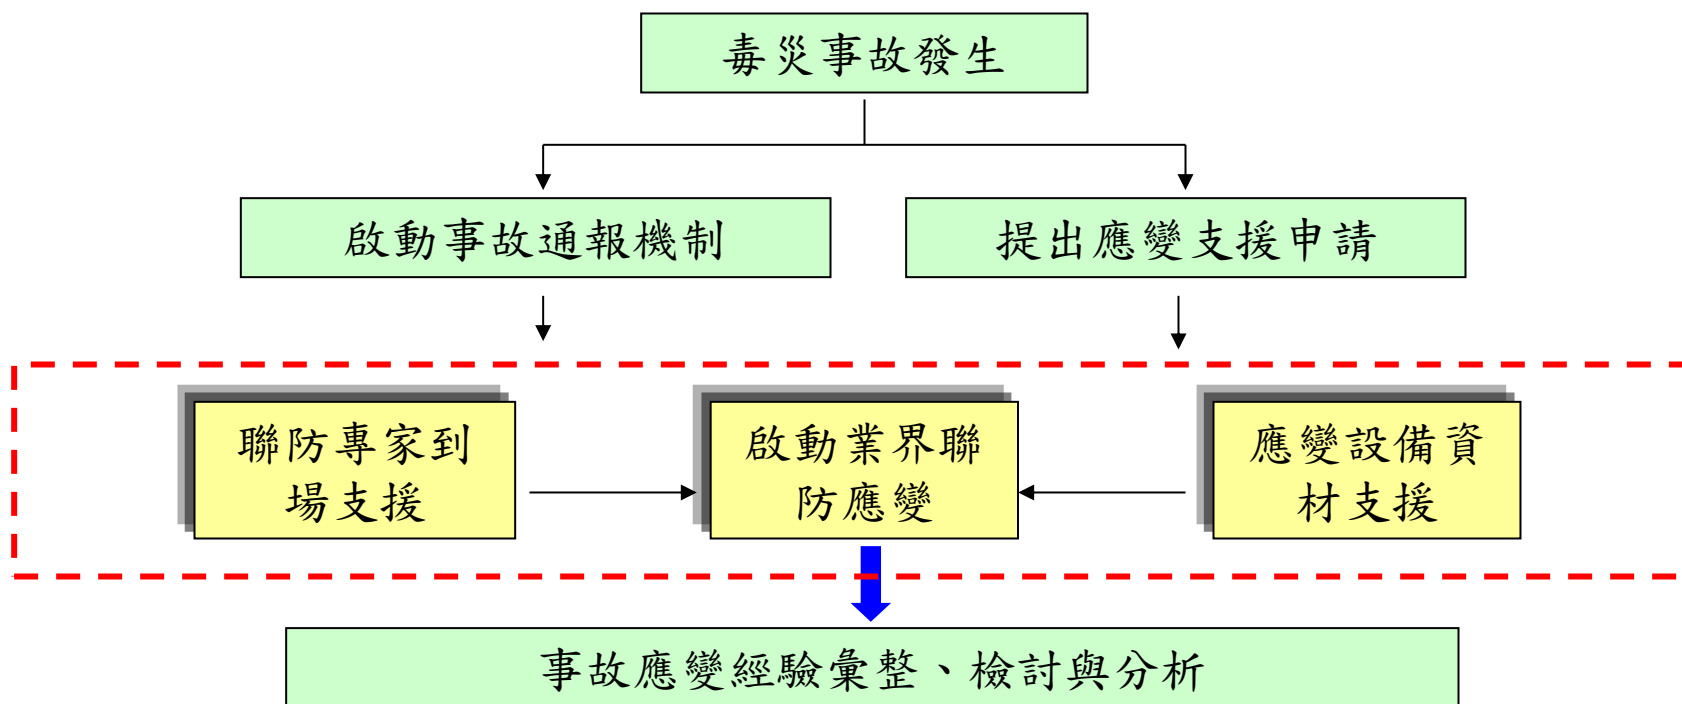 毒災事故發生
啟動事故通報機制
提出應變支援申請
聯防專家到
場支援
啟動業界聯
防應變
應變設備資
材支援
事故應變經驗彙整、檢討與分析